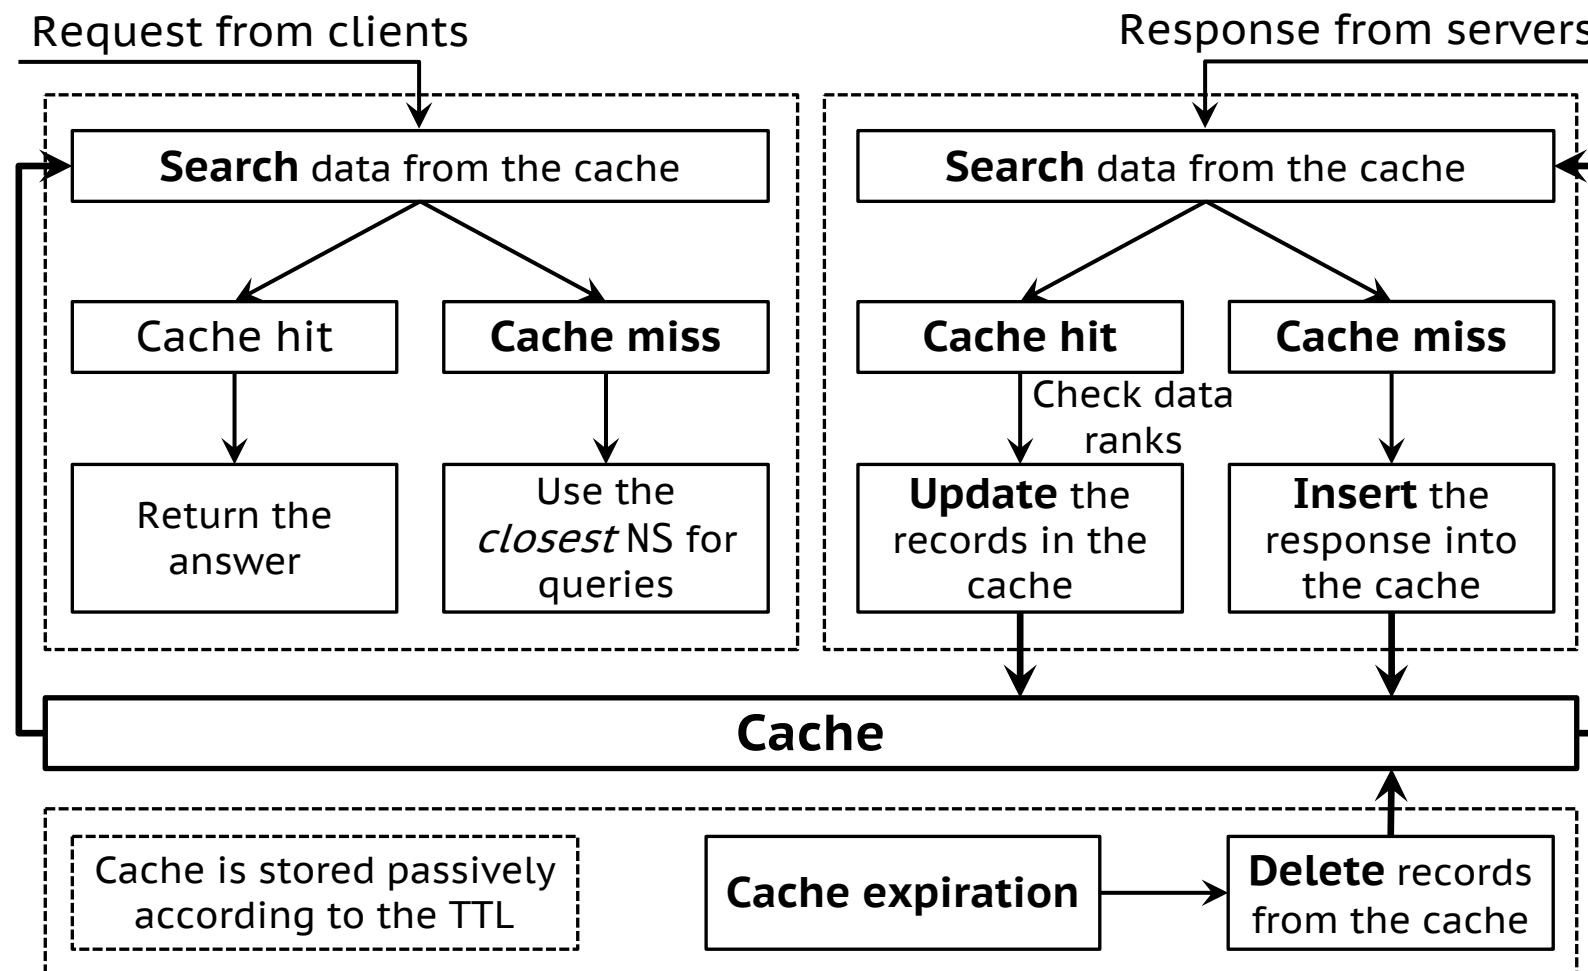 Request from clients
Response from servers
Search data from the cache
Search data from the cache
Cache hit
Cache miss
Cache hit
Cache miss
Check data
ranks
Return the
answer
Use the
closest NS for
queries
Update the
records in the
cache
Insert the
response into
the cache
Cache
Cache is stored passively
according to the TTL
Cache expiration
Delete records
from the cache